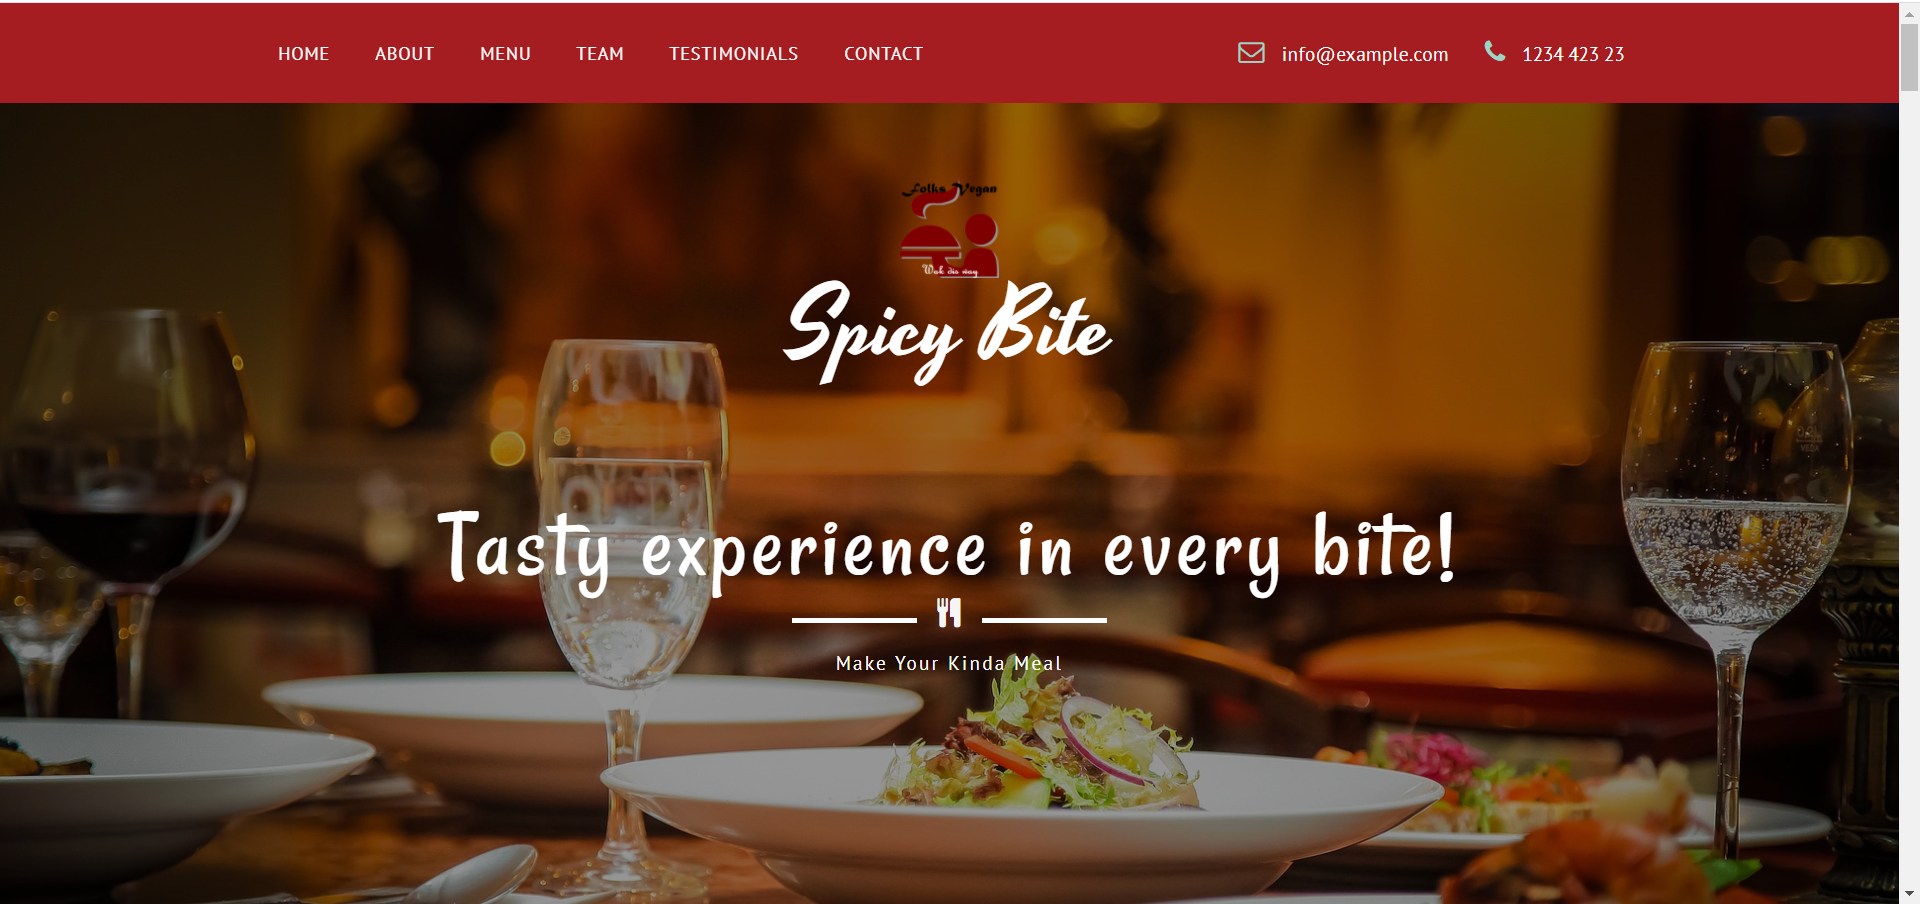 HOME ABOUT MENU TEAM TESTIMONIALS CONTACT info@example.com 1234 423 23
Folks Vegan
Wok dis way
Spicy Bite
Tasty experience in every bite!
Make Your Kinda Meal